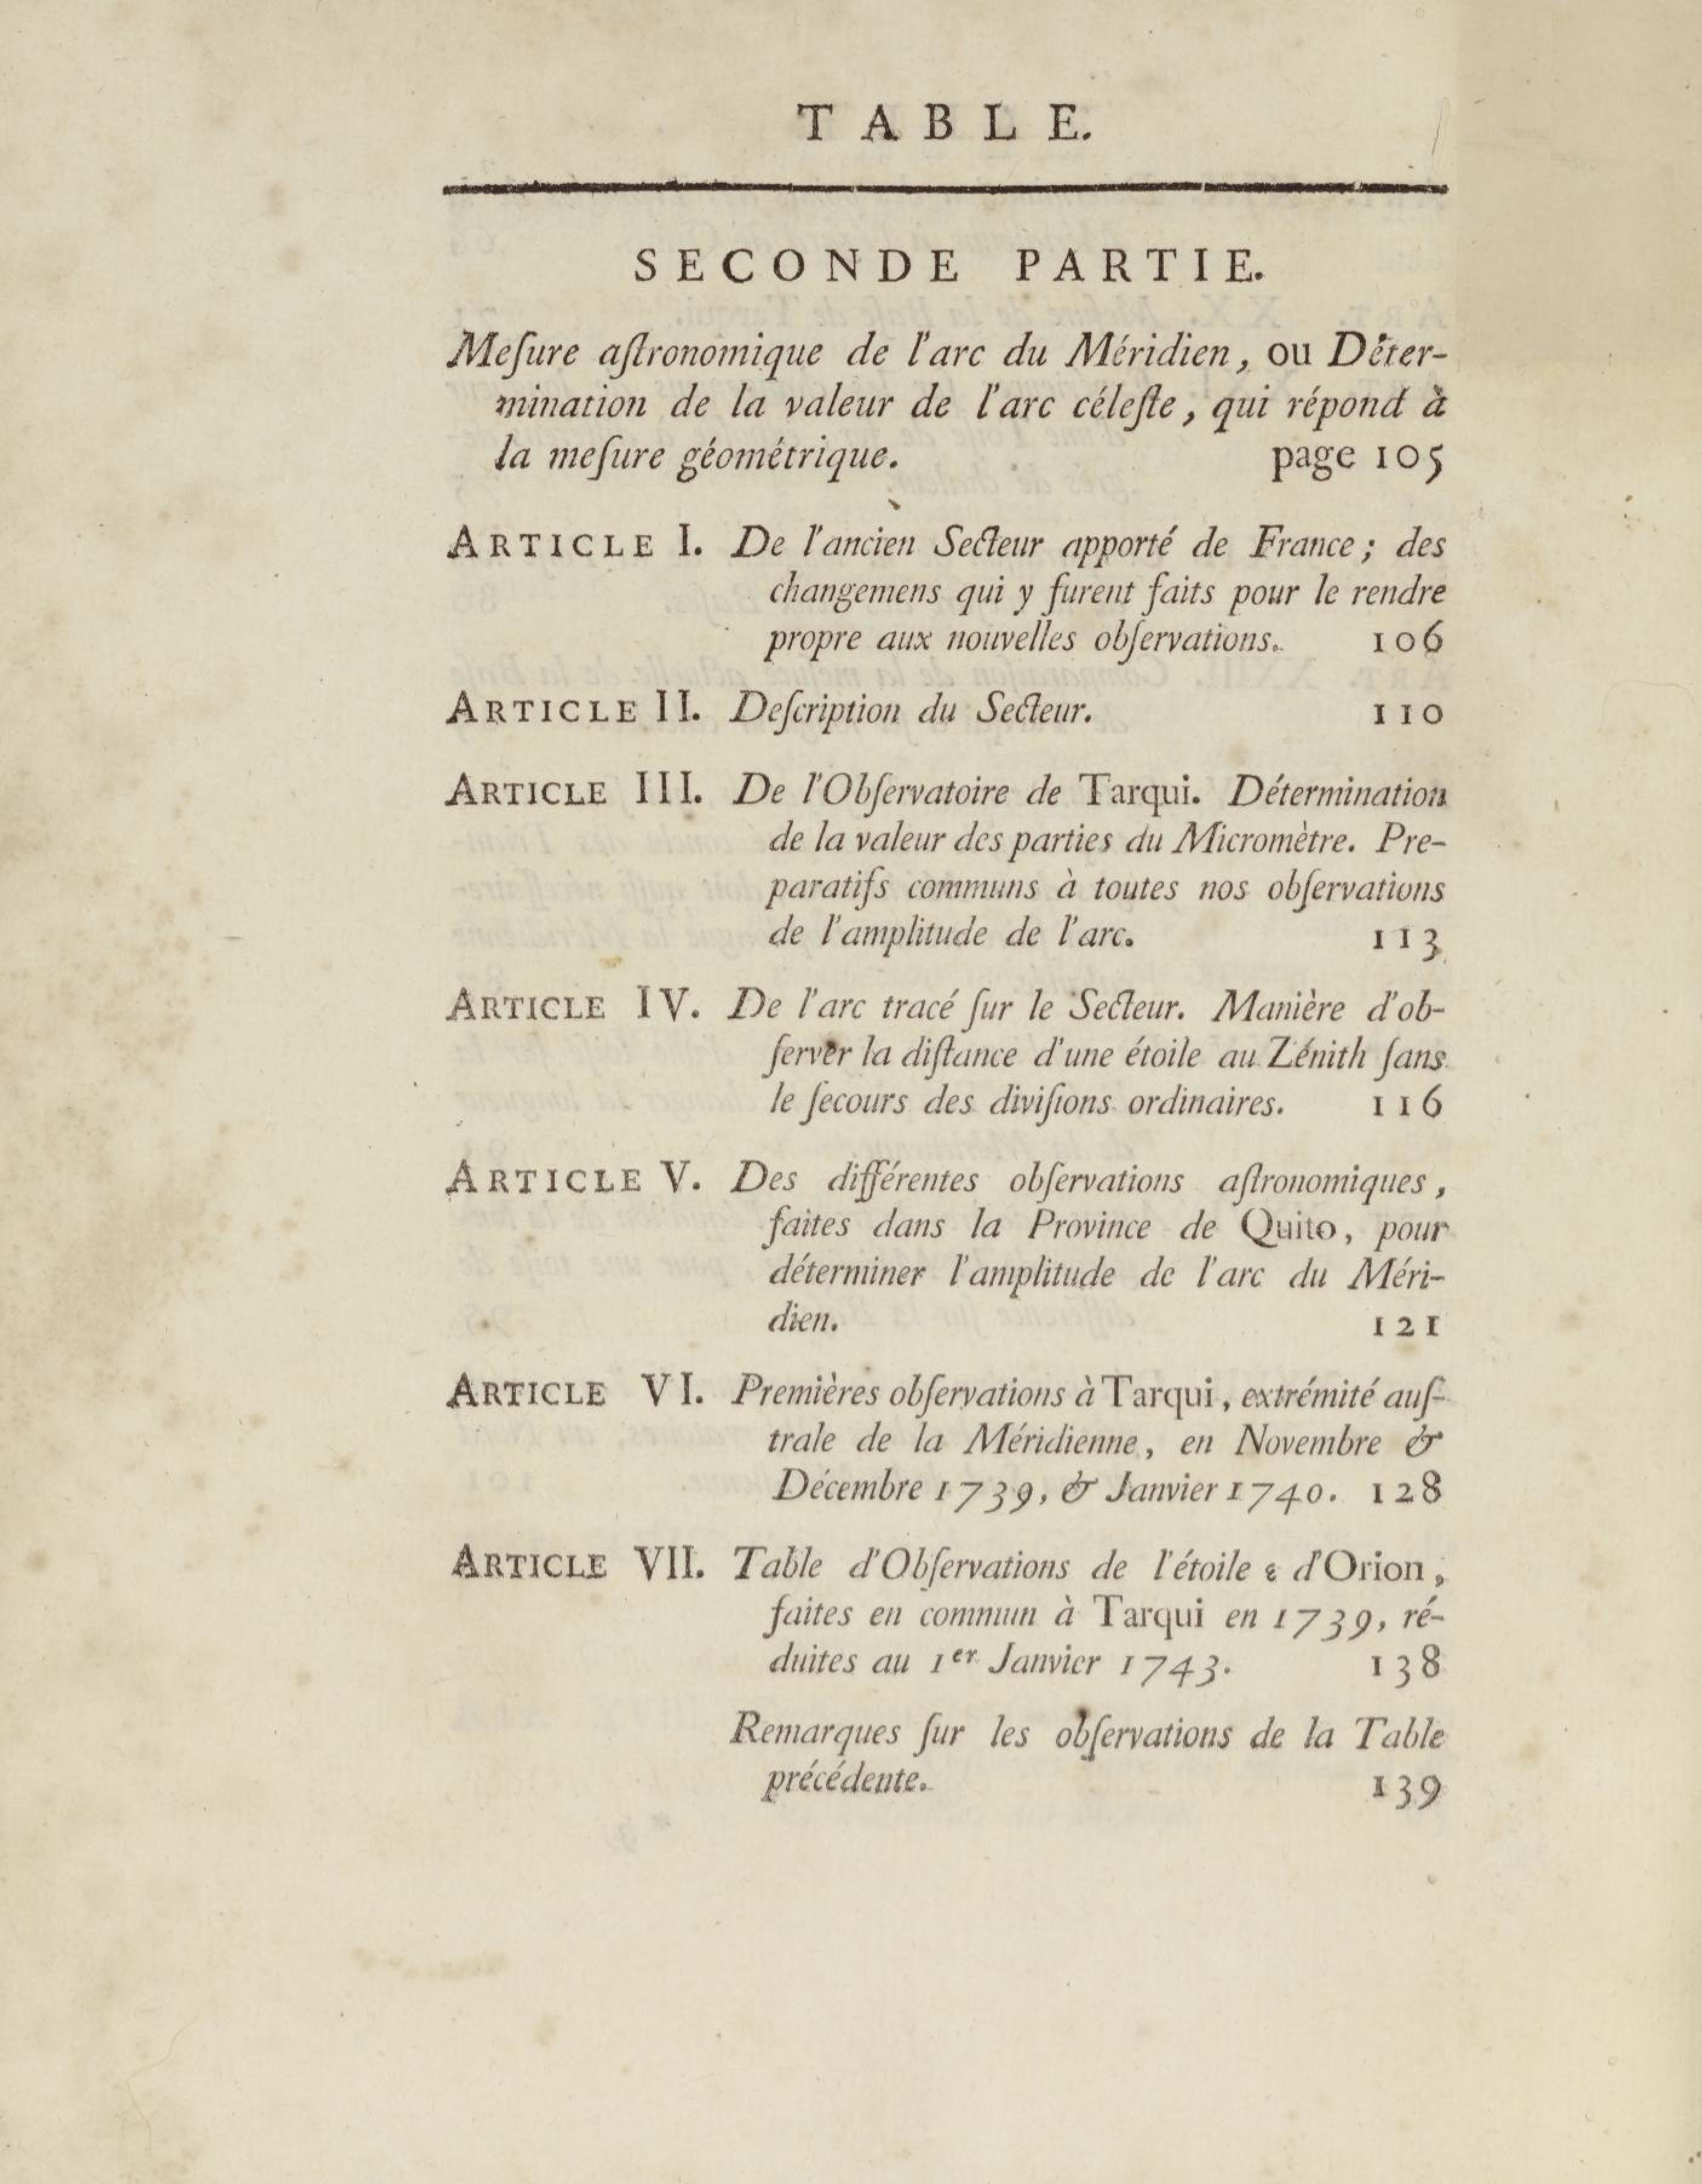 TABLE.
SECONDE PARTIE.
Meſure aſtronomique de l'arc du Méridien, ou Déter-
mination de la valeur de l'arc céleſte, qui répond à
la meſure géométrique. page 105
ARTICLE I. De l'ancien Secteur apporté de France; des
changemens qui y furent faits pour le rendre
propre aux nouvelles obſervations. 106
ARTICLE II. Deſcription du Secteur. 110
ARTICLE III. De l'Obſervatoire de Tarqui. Détermination
de la valeur des parties du Micromètre. Pre-
paratifs communs à toutes nos obſervations
de l'amplitude de l'arc. 113
ARTICLE IV. De l'arc tracé ſur le Secteur. Manière d'ob-
ſerver la diſtance d'une étoile au Zénith ſans
le ſecours des diviſions ordinaires. 116
ARTICLE V. Des différentes obſervations aſtronomiques,
faites dans la Province de Quito, pour
déterminer l'amplitude de l'arc du Méri-
dien. 121
ARTICLE VI. Premières obſervations à Tarqui, extrémité auſ-
trale de la Méridienne, en Novembre &
Décembre 1739, & Janvier 1740. 128
ARTICLE VII. Table d'Obſervations de l'étoile ε d'Orion,
faites en commun à Tarqui en 1739, ré-
duites au 1er Janvier 1743. 138
Remarques ſur les obſervations de la Table
précédente. 139